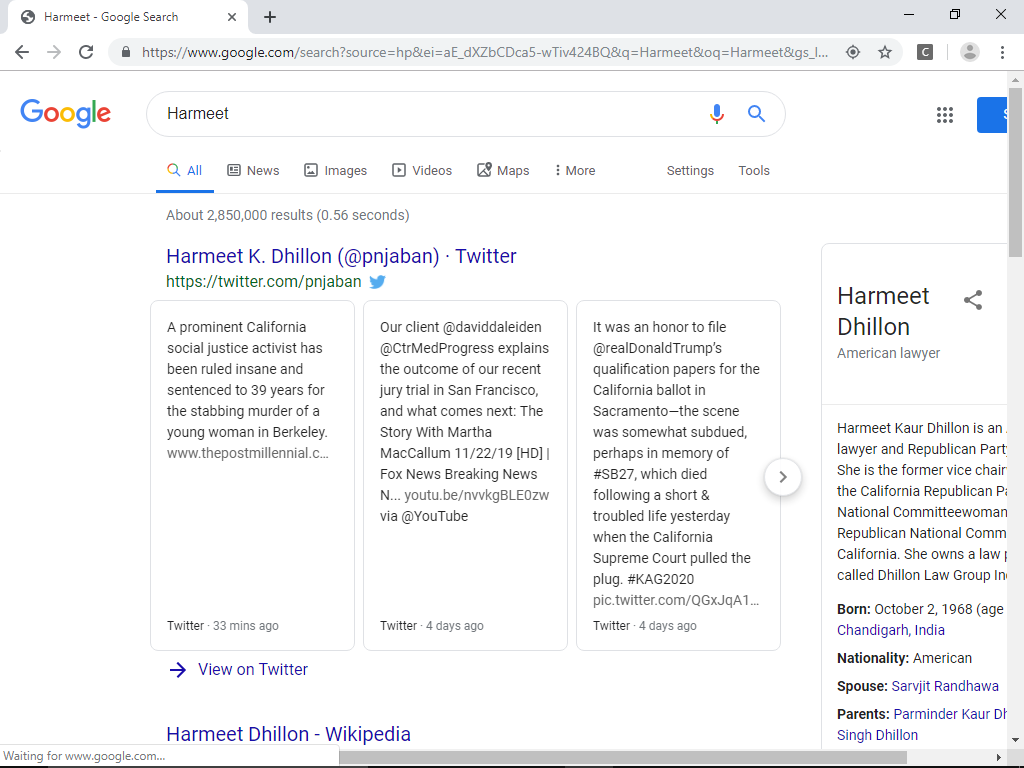 Harmeet - Google Search
https://www.google.com/search?source=hp&ei=aE_dXZbCDca5-wTiv424BQ&q=Harmeet&oq=Harmeet&gs_l...
C
Google
Harmeet
S
All
News
Images
Videos
Maps
More
Settings
Tools
About 2,850,000 results (0.56 seconds)
Harmeet K. Dhillon (@pnjaban) · Twitter
https://twitter.com/pnjaban
A prominent California
social justice activist has
been ruled insane and
sentenced to 39 years for
the stabbing murder of a
young woman in Berkeley.
www.thepostmillennial.c...
Twitter · 33 mins ago
Our client @daviddaleiden
@CtrMedProgress explains
the outcome of our recent
jury trial in San Francisco,
and what comes next: The
Story With Martha
MacCallum 11/22/19 [HD] |
Fox News Breaking News
N... youtu.be/nvvkgBLE0zw
via @YouTube
Twitter · 4 days ago
It was an honor to file
@realDonaldTrump's
qualification papers for the
California ballot in
Sacramento—the scene
was somewhat subdued,
perhaps in memory of
#SB27, which died
following a short &
troubled life yesterday
when the California
Supreme Court pulled the
plug. #KAG2020
pic.twitter.com/QGxJqA1...
Twitter · 4 days ago
View on Twitter
Harmeet Dhillon - Wikipedia
Harmeet
Dhillon
American lawyer
Harmeet Kaur Dhillon is an
lawyer and Republican Party
She is the former vice chair
the California Republican Pa
National Committeewoman
Republican National Comm
California. She owns a law p
called Dhillon Law Group In
Born: October 2, 1968 (age
Chandigarh, India
Nationality: American
Spouse: Sarvjit Randhawa
Parents: Parminder Kaur Dh
Singh Dhillon
Waiting for www.google.com...